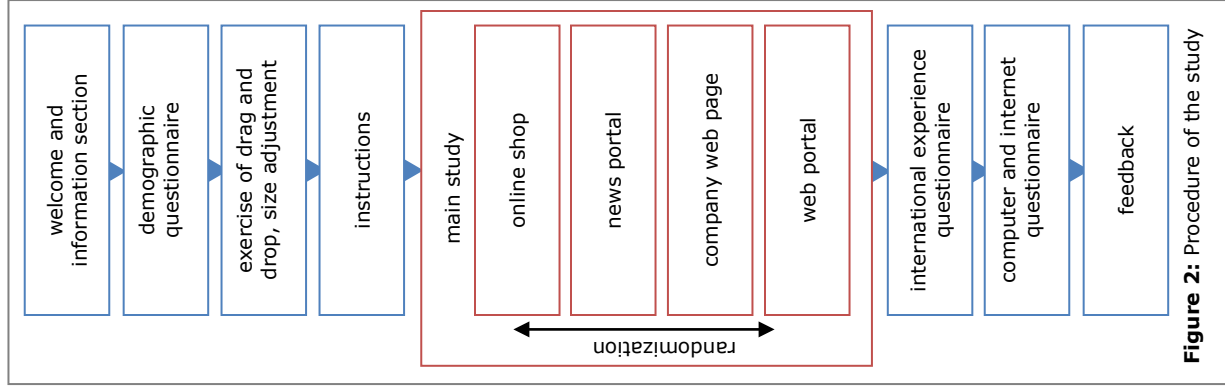 welcome and
information section
demographic
questionnaire
exercise of drag and
drop, size adjustment
instructions
main study
online shop
news portal
company web page
web portal
randomization
international experience
questionnaire
computer and internet
questionnaire
feedback
Figure 2: Procedure of the study